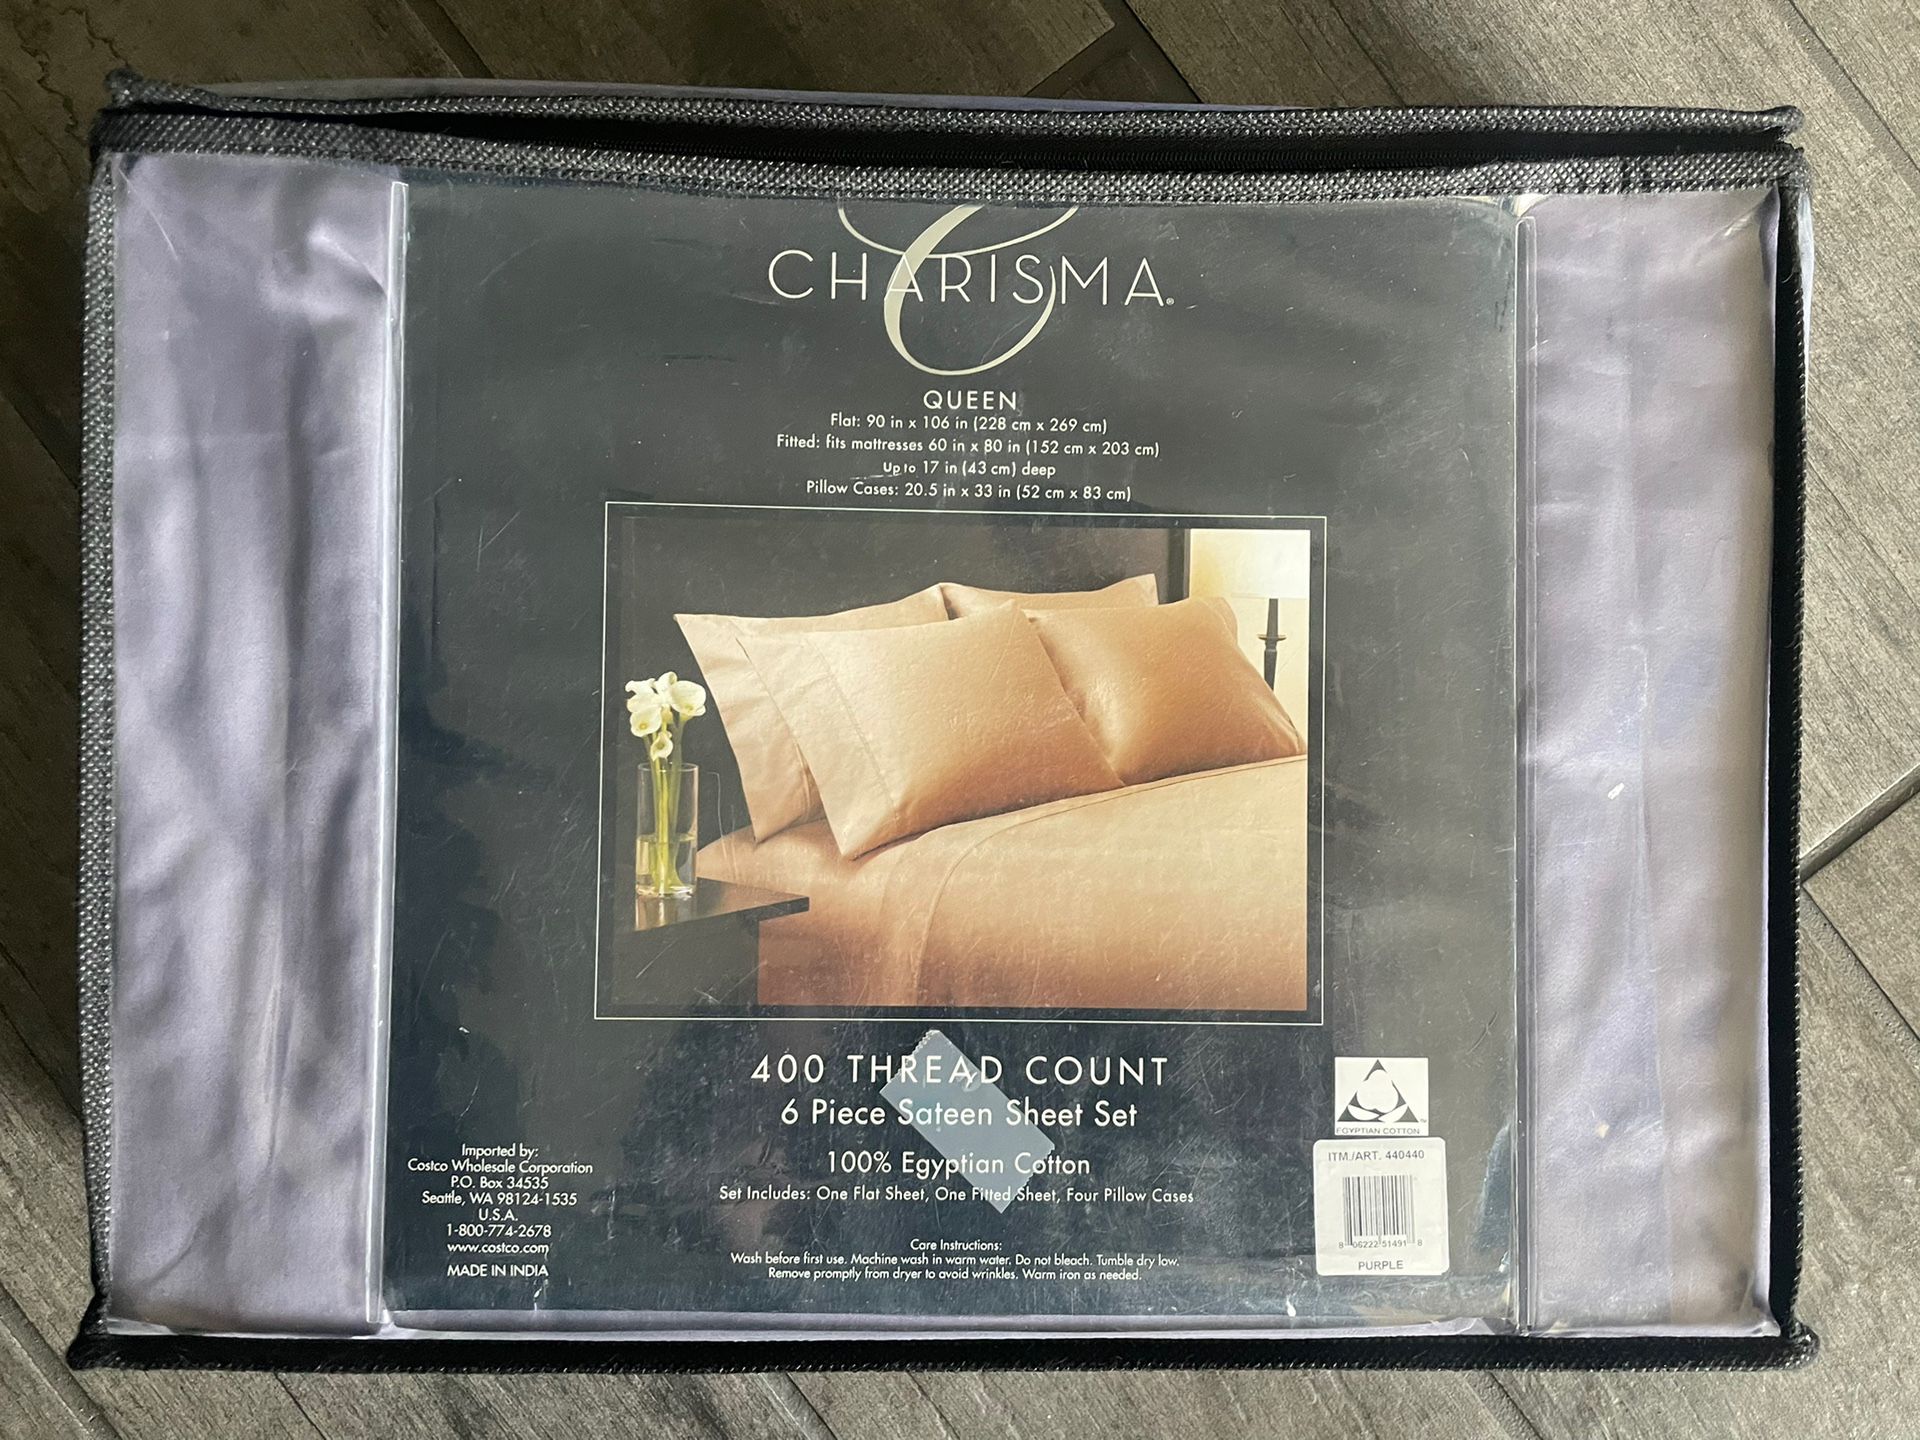 CHARISMA®
QUEEN
Flat: 90 in x 106 in (228 cm x 269 cm)
Fitted: fits mattresses 60 in x 80 in (152 cm x 203 cm)
Up to 17 in (43 cm) deep
Pillow Cases: 20.5 in x 33 in (52 cm x 83 cm)
400 THREAD COUNT
6 Piece Sateen Sheet Set
100% Egyptian Cotton
Set Includes: One Flat Sheet, One Fitted Sheet, Four Pillow Cases
Care Instructions:
Wash before first use. Machine wash in warm water. Do not bleach. Tumble dry low.
Remove promptly from dryer to avoid wrinkles. Warm iron as needed.
Imported by:
Costco Wholesale Corporation
P.O. Box 34535
Seattle, WA 98124-1535
U.S.A.
1-800-774-2678
www.costco.com
MADE IN INDIA
EGYPTIAN COTTON™
ITM./ART. 440440
8 06222 51491 8
PURPLE